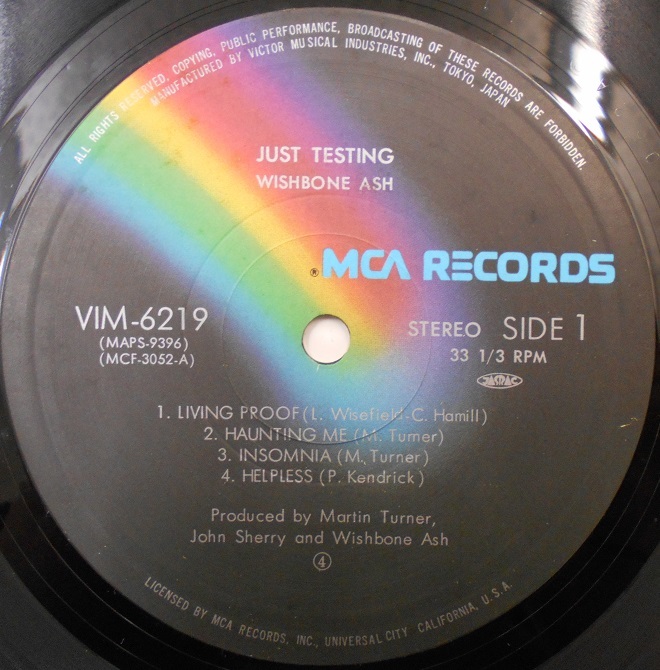 ALL RIGHTS RESERVED. COPYING, PUBLIC PERFORMANCE, BROADCASTING OF THESE RECORDS ARE FORBIDDEN.
MANUFACTURED BY VICTOR MUSICAL INDUSTRIES, INC., TOKYO, JAPAN
JUST TESTING
WISHBONE ASH
® MCA RECORDS
VIM-6219
(MAPS-9396)
(MCF-3052-A)
STEREO SIDE 1
33 1/3 RPM
JASRAC
1. LIVING PROOF (L. Wisefield-C. Hamill)
2. HAUNTING ME (M. Turner)
3. INSOMNIA (M. Turner)
4. HELPLESS (P. Kendrick)
Produced by Martin Turner,
John Sherry and Wishbone Ash
④
LICENSED BY MCA RECORDS, INC., UNIVERSAL CITY CALIFORNIA, U.S.A.